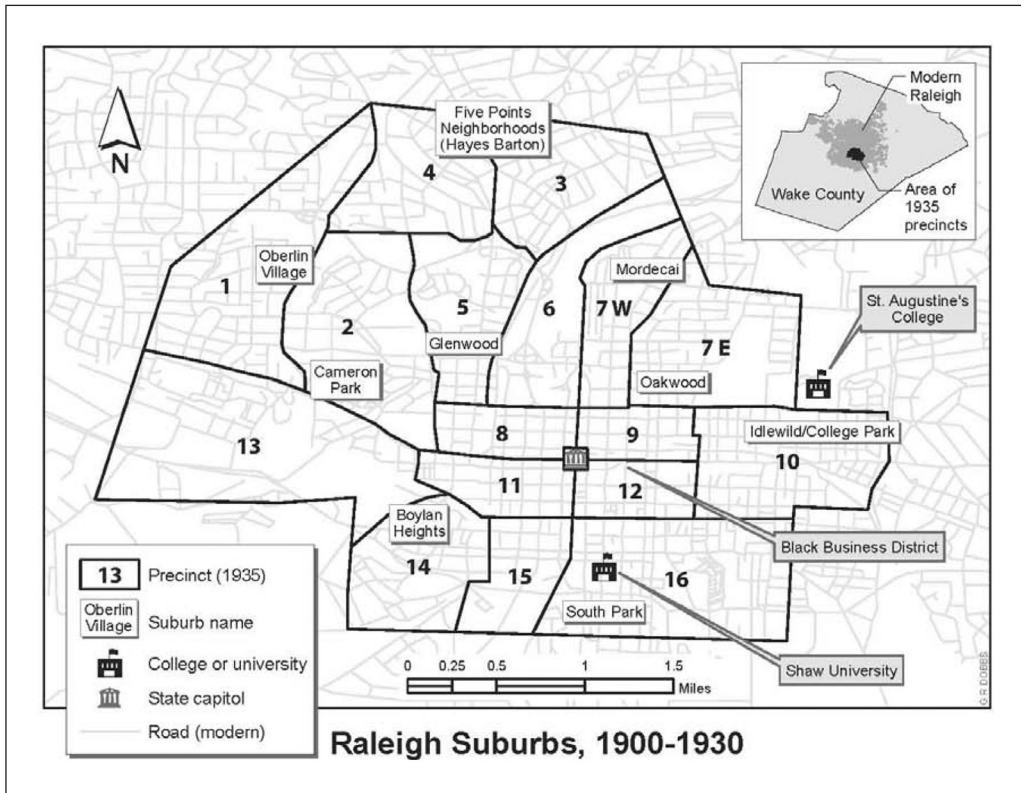 Five Points
Neighborhoods
(Hayes Barton)
Modern
Raleigh
Wake County
Area of
1935
precincts
N
4
3
Oberlin
Village
Mordecai
St. Augustine's
College
1
5
6
7 W
2
7 E
Glenwood
Cameron
Park
Oakwood
Idlewild/College Park
8
9
13
10
11
12
Boylan
Heights
Black Business District
14
15
16
South Park
Shaw University
13 Precinct (1935)
Oberlin
Village
Suburb name
College or university
State capitol
Road (modern)
0 0.25 0.5 1 1.5
Miles
G R DOBBS
Raleigh Suburbs, 1900-1930